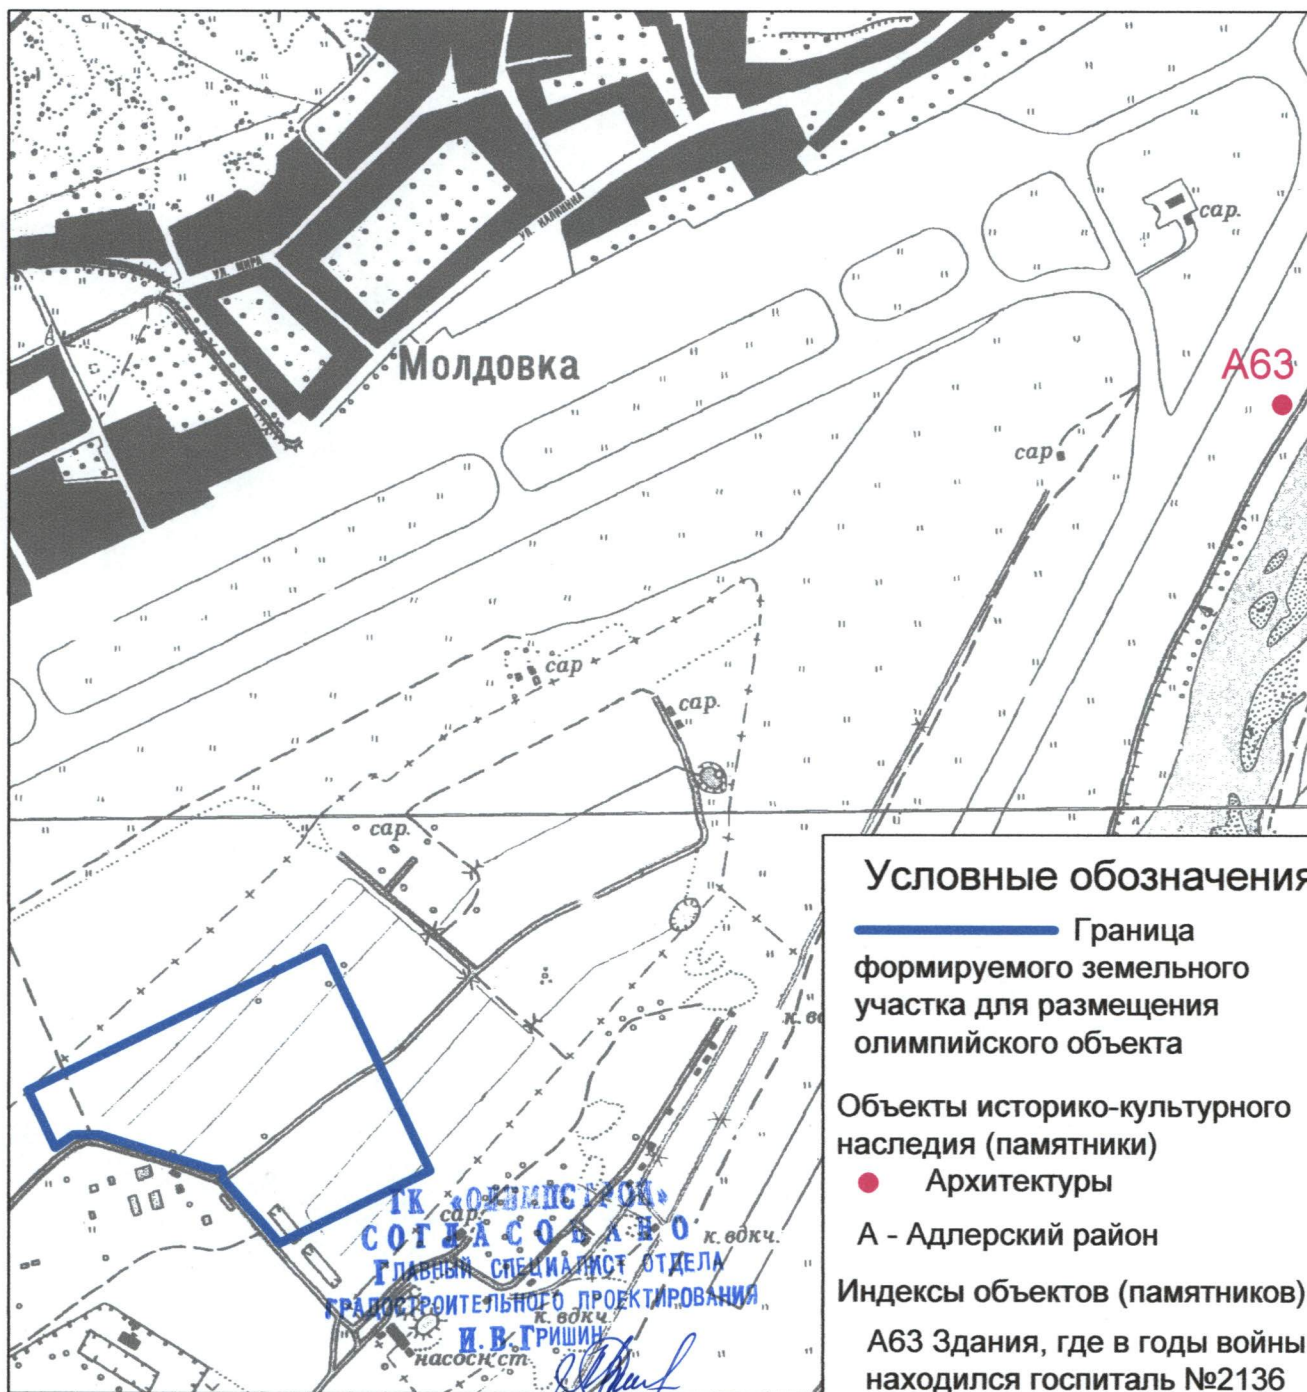 УЛ. МИРА
УЛ. КАЛИНИНА
сар.
Молдовка
А63
сар
сар
сар.
сар.
к. вс
Условные обозначения
Граница
формируемого земельного
участка для размещения
олимпийского объекта
Объекты историко-культурного
наследия (памятники)
Архитектуры
А - Адлерский район
Индексы объектов (памятников)
А63 Здания, где в годы войны
находился госпиталь №2136
ГК «ОЛИМПСТРОЙ»
сар.
СОГЛАСОВАНО
к. вдкч.
ГЛАВНЫЙ СПЕЦИАЛИСТ ОТДЕЛА
ГРАДОСТРОИТЕЛЬНОГО ПРОЕКТИРОВАНИЯ
к. вдкч.
И. В. ГРИШИН
насосн ст